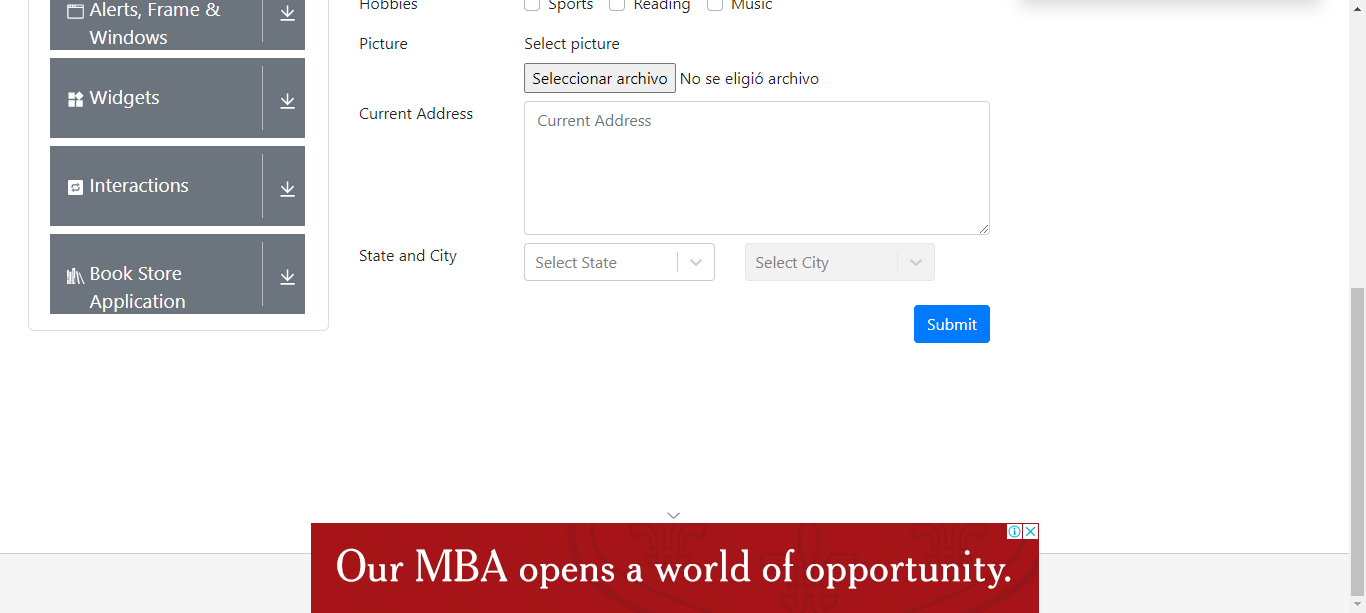 Alerts, Frame &
Windows
Widgets
Interactions
Book Store
Application
Hobbies
Sports Reading Music
Picture
Select picture
Seleccionar archivo No se eligió archivo
Current Address
Current Address
State and City
Select State
Select City
Submit
Our MBA opens a world of opportunity.